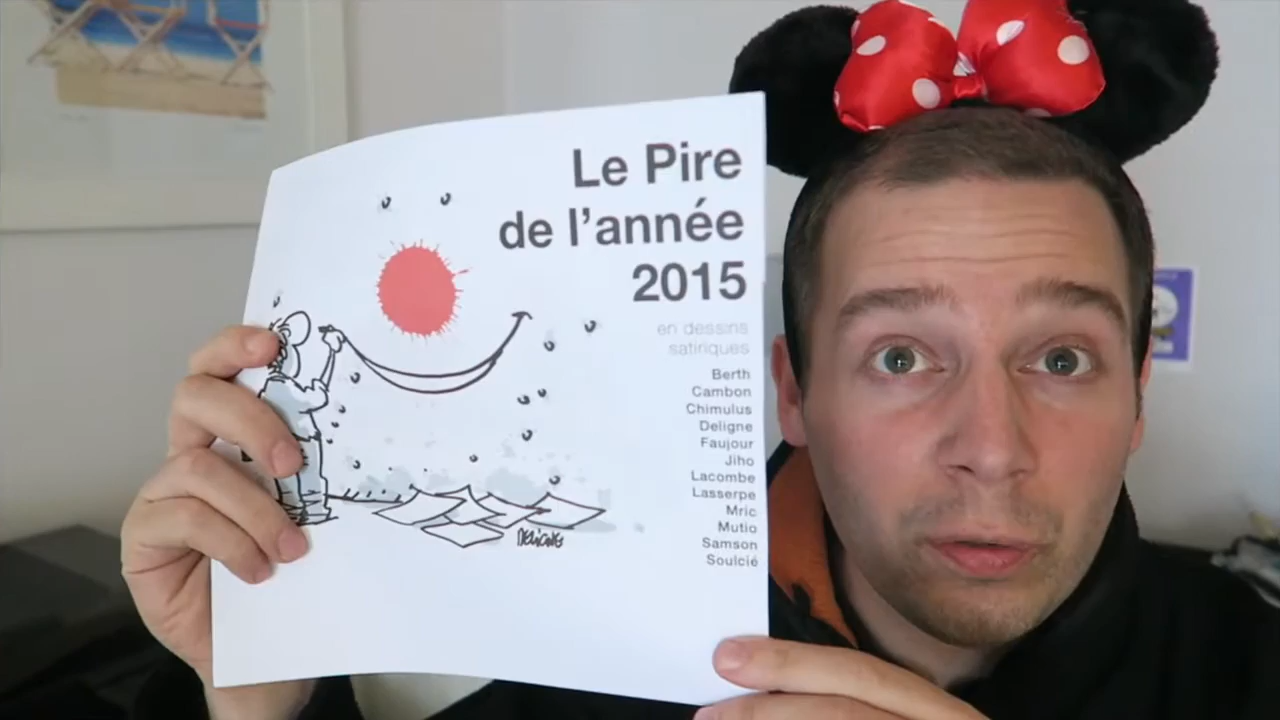 Le Pire
de l'année
2015
en dessins
satiriques
Berth
Cambon
Chimulus
Deligne
Faujour
Jiho
Lacombe
Lasserpe
Mric
Mutio
Samson
Soulcié
DELIGNE